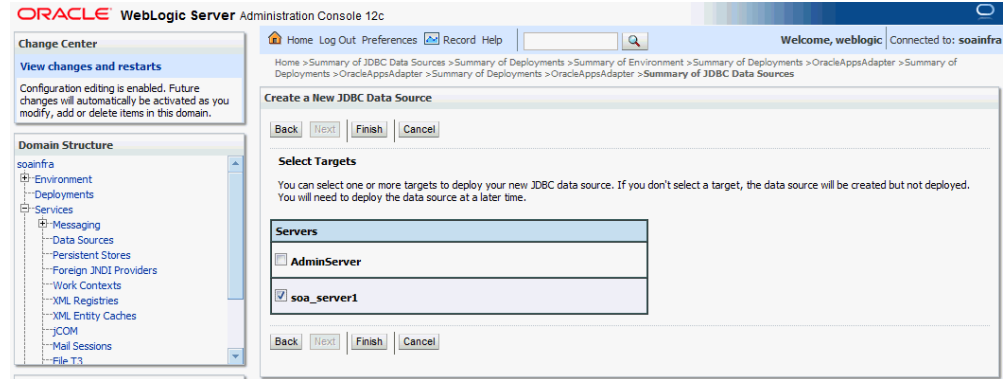 ORACLE WebLogic Server Administration Console 12c
Change Center
View changes and restarts
Configuration editing is enabled. Future
changes will automatically be activated as you
modify, add or delete items in this domain.
Domain Structure
soainfra
Environment
Deployments
Services
Messaging
Data Sources
Persistent Stores
Foreign JNDI Providers
Work Contexts
XML Registries
XML Entity Caches
jCOM
Mail Sessions
File T3
Home Log Out Preferences Record Help
Welcome, weblogic Connected to: soainfra
Home >Summary of JDBC Data Sources >Summary of Deployments >Summary of Environment >Summary of Deployments >OracleAppsAdapter >Summary of
Deployments >OracleAppsAdapter >Summary of Deployments >OracleAppsAdapter >Summary of JDBC Data Sources
Create a New JDBC Data Source
Back Next Finish Cancel
Select Targets
You can select one or more targets to deploy your new JDBC data source. If you don't select a target, the data source will be created but not deployed.
You will need to deploy the data source at a later time.
Servers
AdminServer
soa_server1
Back Next Finish Cancel